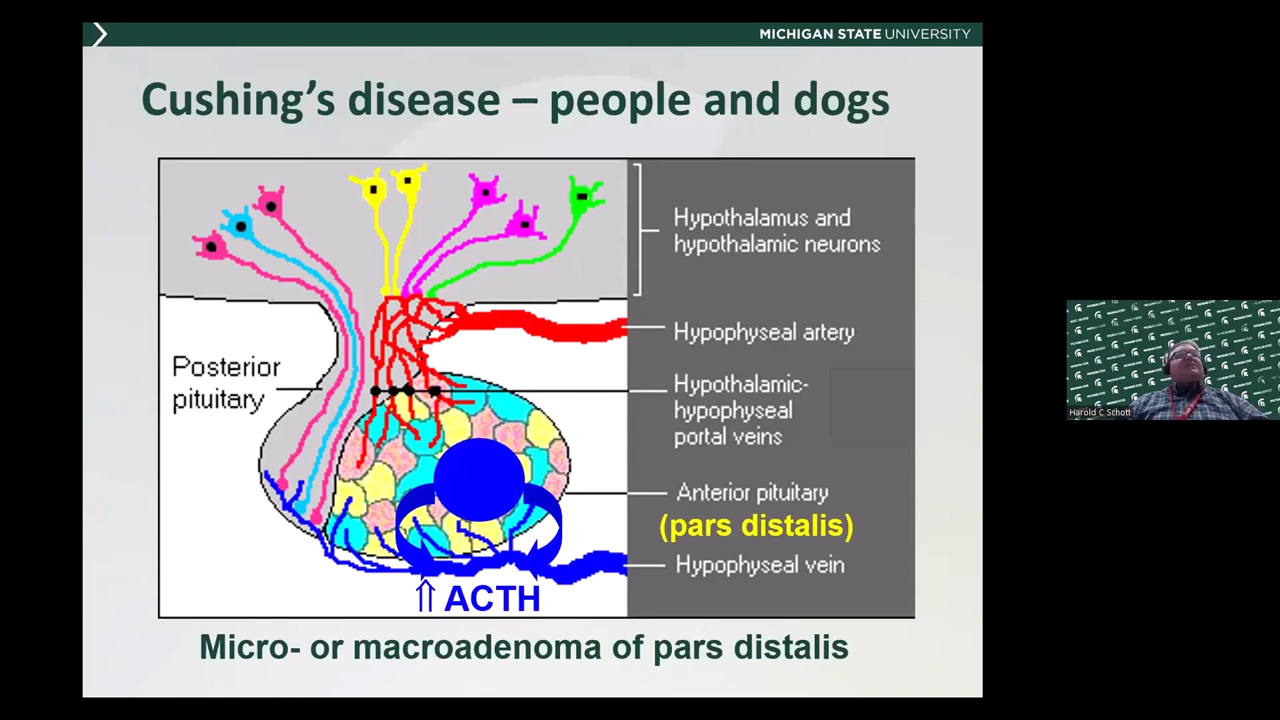 MICHIGAN STATE UNIVERSITY
Cushing's disease – people and dogs
Hypothalamus and
hypothalamic neurons
Hypophyseal artery
Posterior
pituitary
Hypothalamic-
hypophyseal
portal veins
Anterior pituitary
(pars distalis)
Hypophyseal vein
⇑ ACTH
Micro- or macroadenoma of pars distalis
Harold C Schott